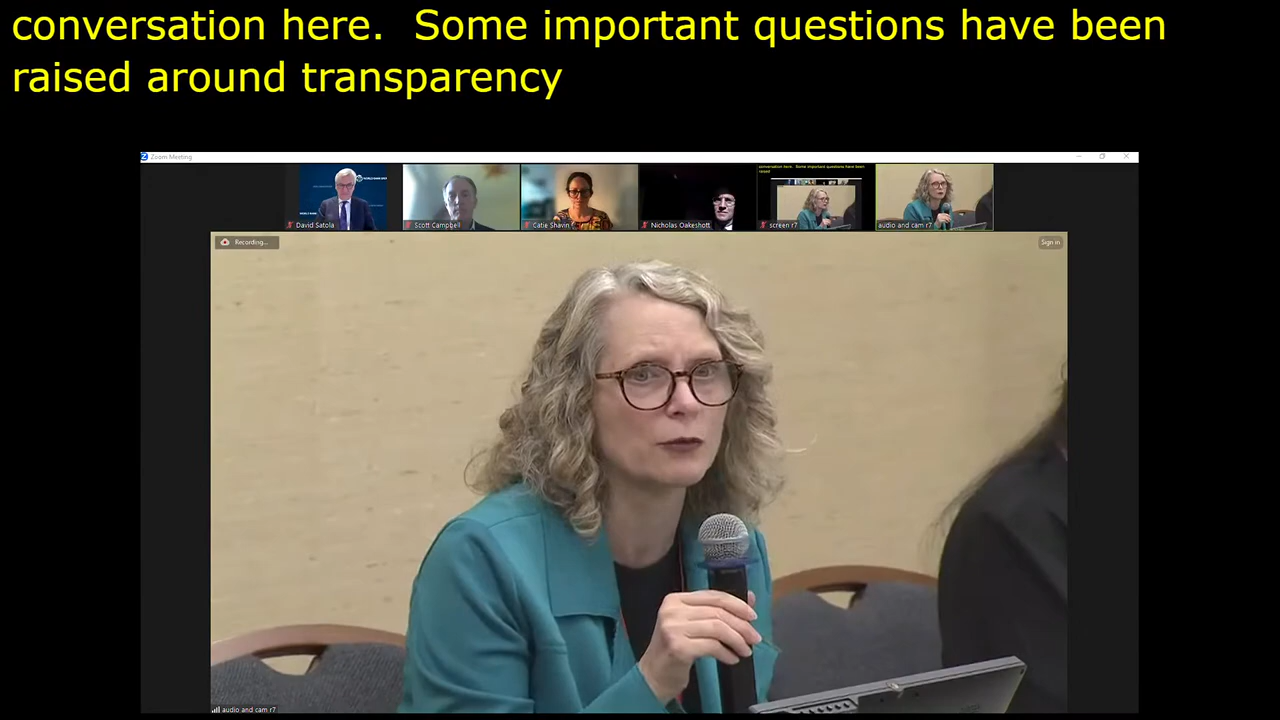 conversation here.  Some important questions have been
raised around transparency
Zoom Meeting
David Satola
Scott Campbell
Catie Shavin
Nicholas Oakeshott
screen r7
audio and cam r7
Recording...
Sign in
audio and cam r7